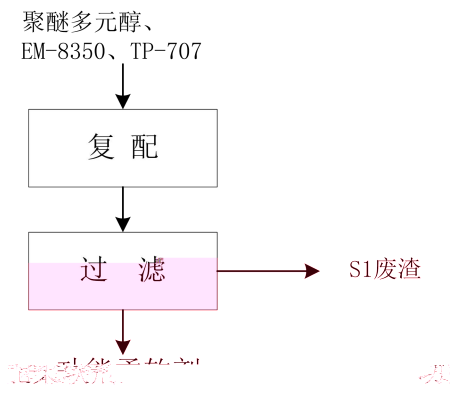 聚醚多元醇、
EM-8350、TP-707
复 配
过 滤
S1废渣